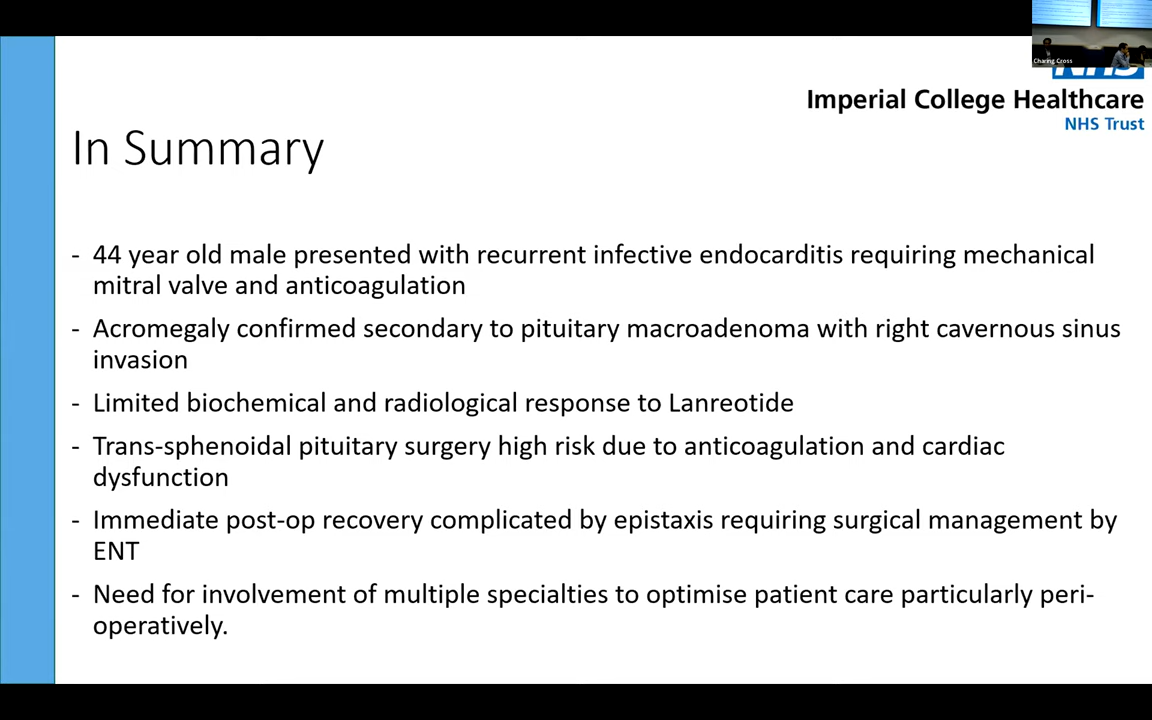 Charing Cross
NHS
Imperial College Healthcare
NHS Trust
In Summary
- 44 year old male presented with recurrent infective endocarditis requiring mechanical
mitral valve and anticoagulation
- Acromegaly confirmed secondary to pituitary macroadenoma with right cavernous sinus
invasion
- Limited biochemical and radiological response to Lanreotide
- Trans-sphenoidal pituitary surgery high risk due to anticoagulation and cardiac
dysfunction
- Immediate post-op recovery complicated by epistaxis requiring surgical management by
ENT
- Need for involvement of multiple specialties to optimise patient care particularly peri-
operatively.